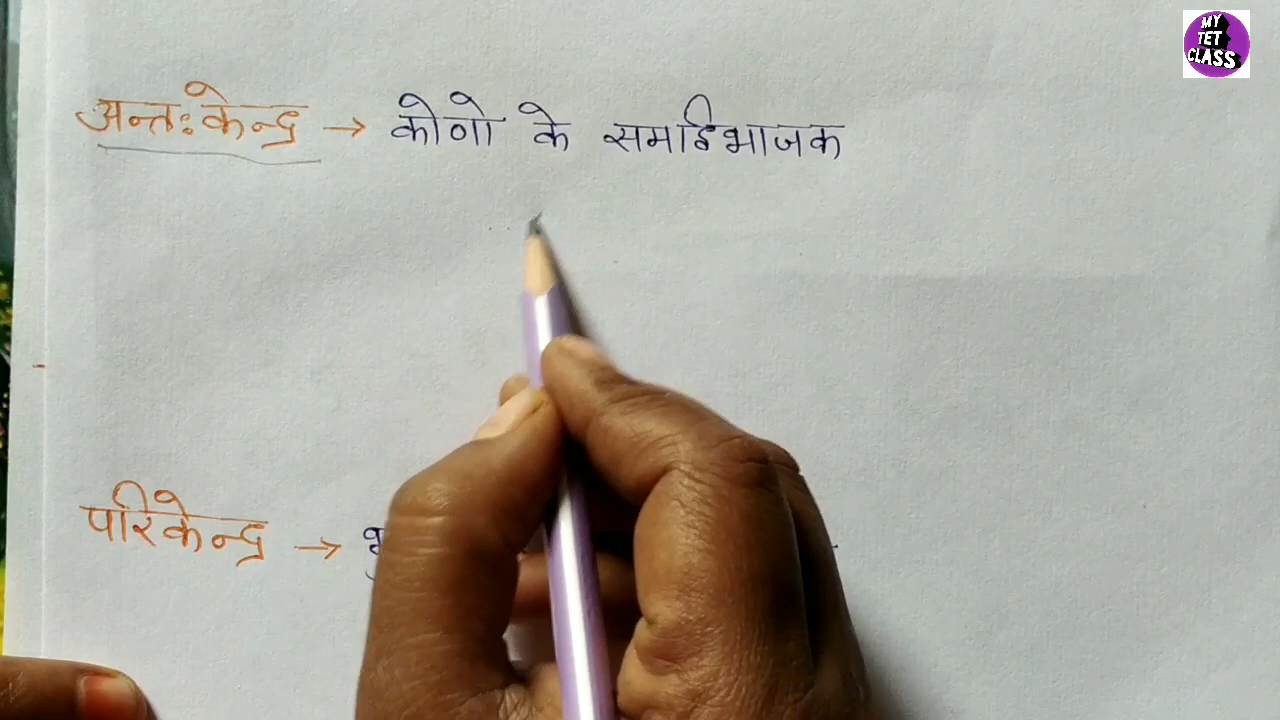 MY
TET
CLASS
अन्तःकेन्द्र → कोणो के समद्विभाजक
परिकेन्द्र →